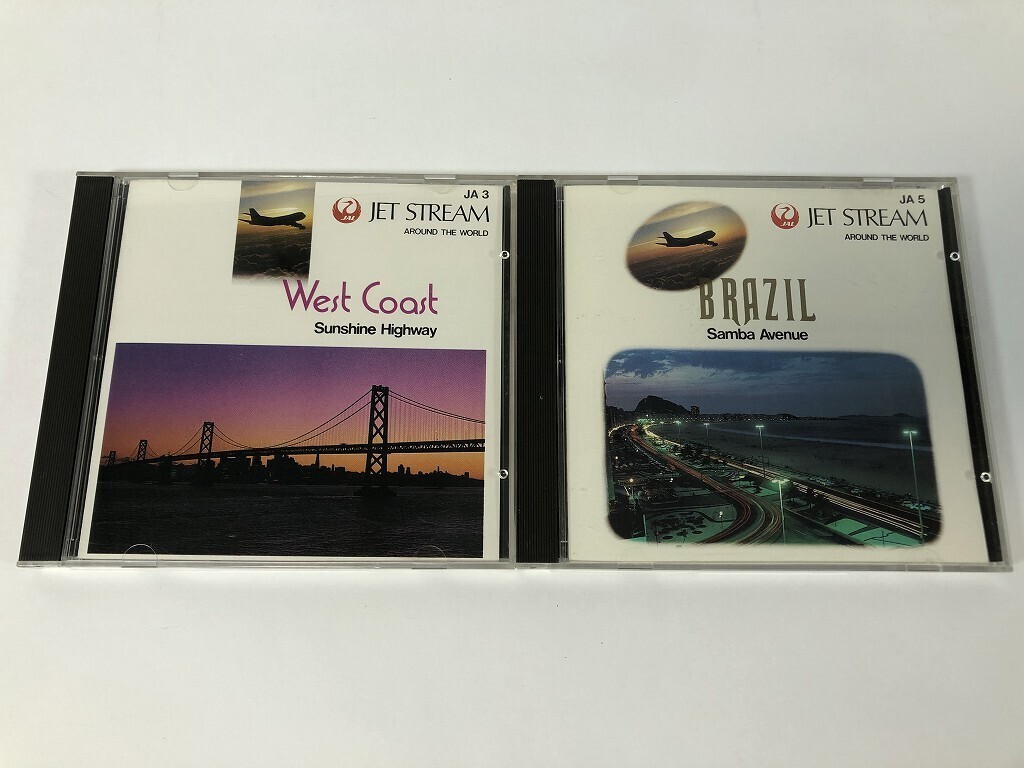 JA 3
JAL
JET STREAM
AROUND THE WORLD
West Coast
Sunshine Highway
JA 5
JAL
JET STREAM
AROUND THE WORLD
BRAZIL
Samba Avenue